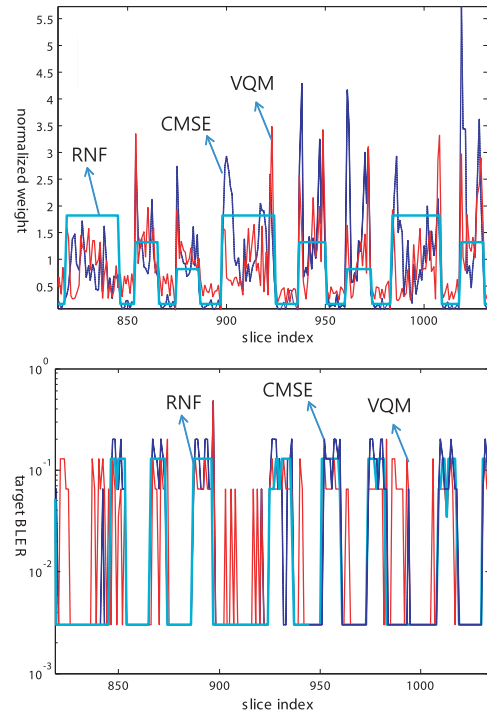 5.5
5
4.5
4
3.5
3
2.5
2
1.5
1
0.5
normalized weight
RNF
CMSE
VQM
850
900
950
1000
slice index
10^0
10^-1
10^-2
10^-3
target BLER
RNF
CMSE
VQM
850
900
950
1000
slice index